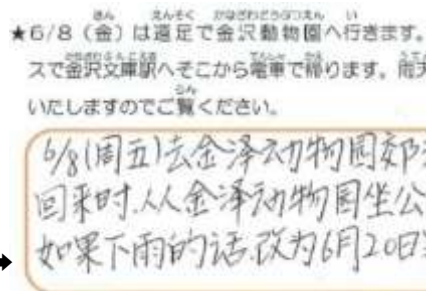 ★6/8（金）は遠足で金沢動物園へ行きます。
スで金沢文庫駅へそこから電車で帰ります。雨天
いたしますのでご覧ください。
6/8(周五)去金泽动物园郊
回来时.从金泽动物园坐公
如果下雨的话.改为6月20日